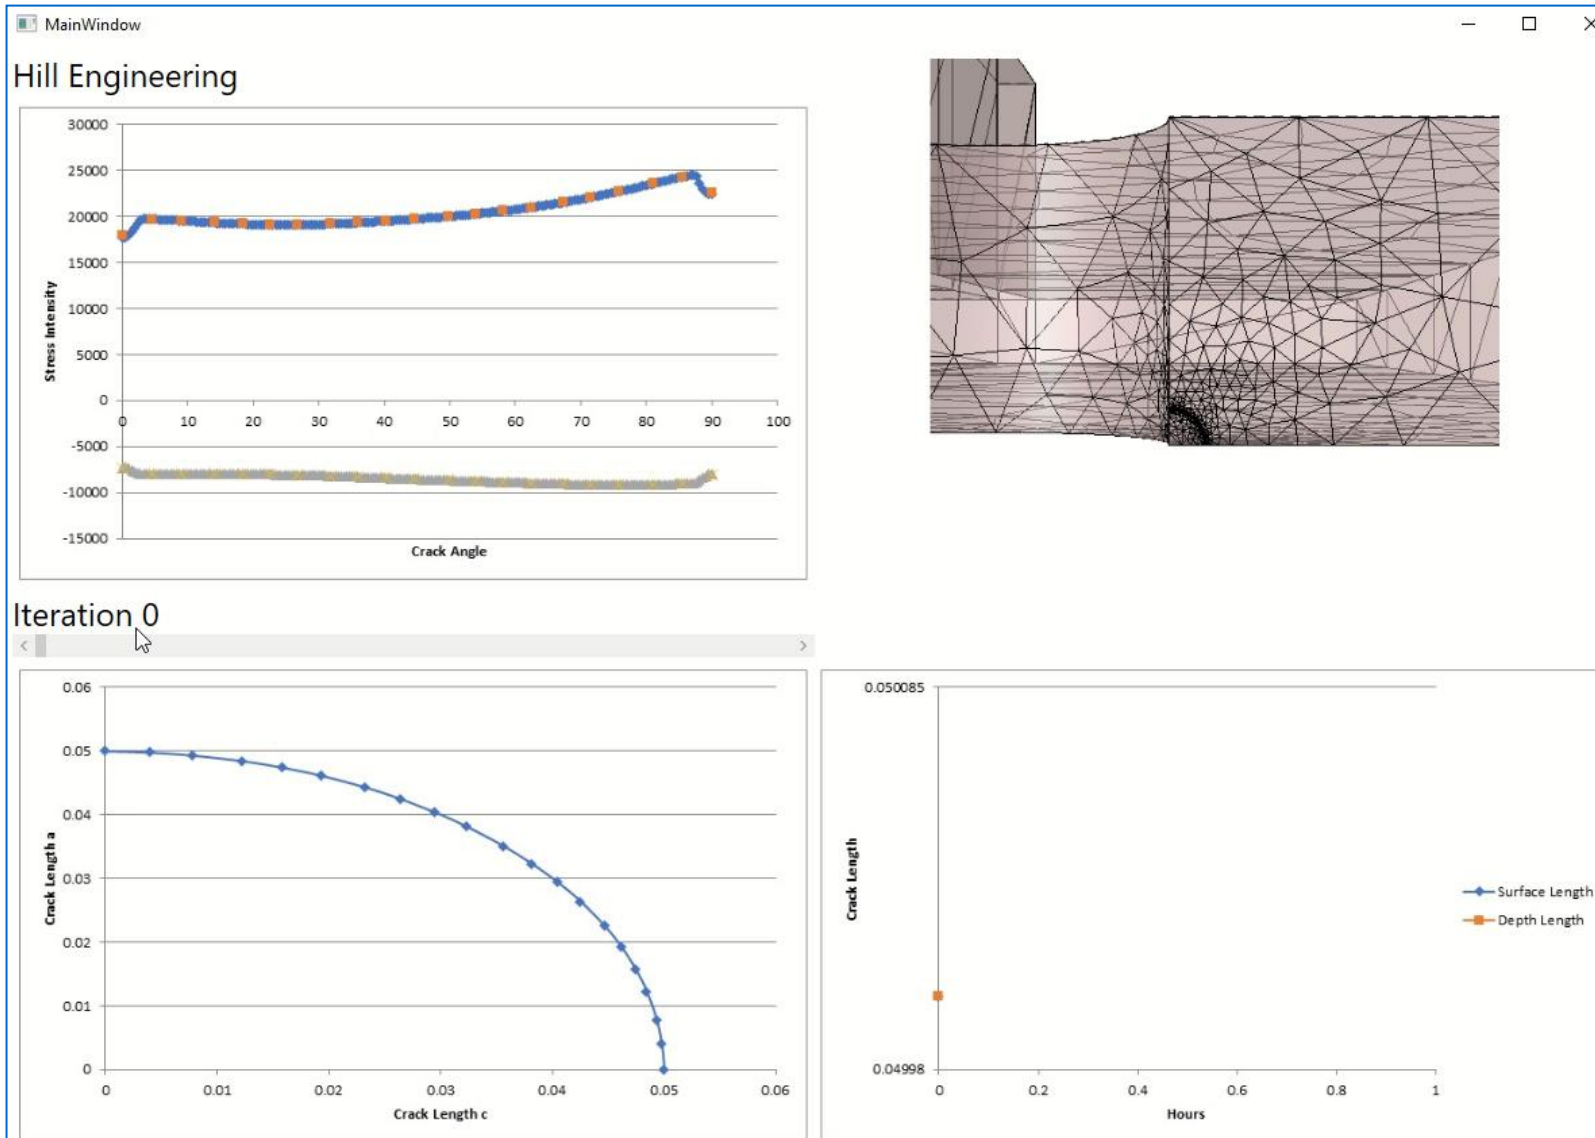 MainWindow
Hill Engineering
30000
25000
20000
15000
10000
5000
0
-5000
-10000
-15000
0 10 20 30 40 50 60 70 80 90 100
Stress Intensity
Crack Angle
Iteration 0
0.06
0.05
0.04
0.03
0.02
0.01
0
0 0.01 0.02 0.03 0.04 0.05 0.06
Crack Length a
Crack Length c
0.050085
0.04998
0 0.2 0.4 0.6 0.8 1
Crack Length
Hours
Surface Length
Depth Length